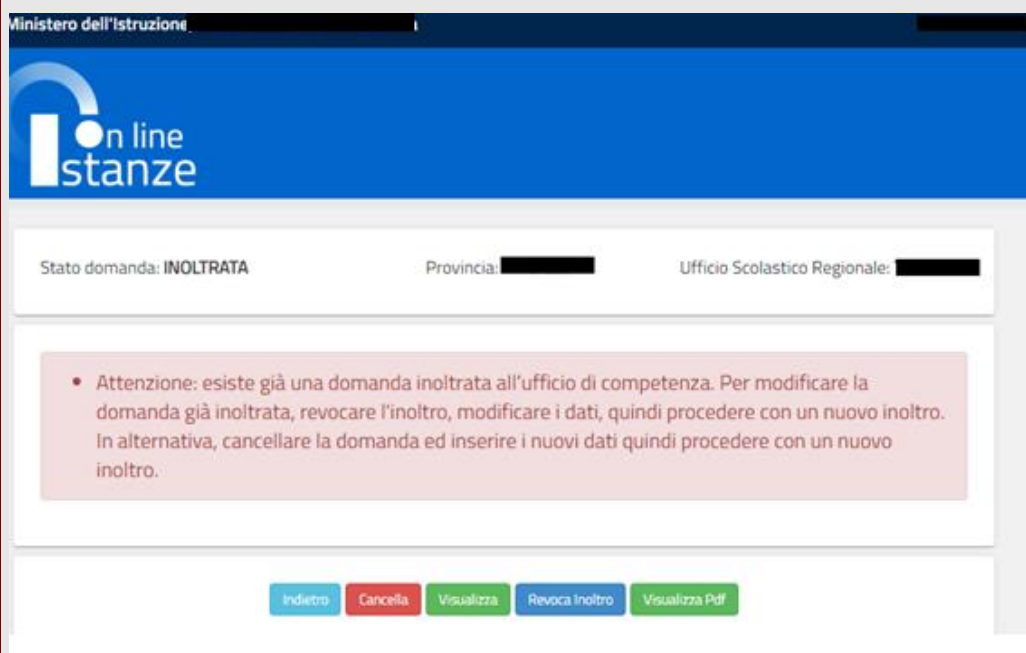 Ministero dell'Istruzione
On line
Istanze
Stato domanda: INOLTRATA Provincia: Ufficio Scolastico Regionale:
• Attenzione: esiste già una domanda inoltrata all'ufficio di competenza. Per modificare la
domanda già inoltrata, revocare l'inoltro, modificare i dati, quindi procedere con un nuovo inoltro.
In alternativa, cancellare la domanda ed inserire i nuovi dati quindi procedere con un nuovo
inoltro.
Indietro Cancella Visualizza Revoca Inoltro Visualizza Pdf